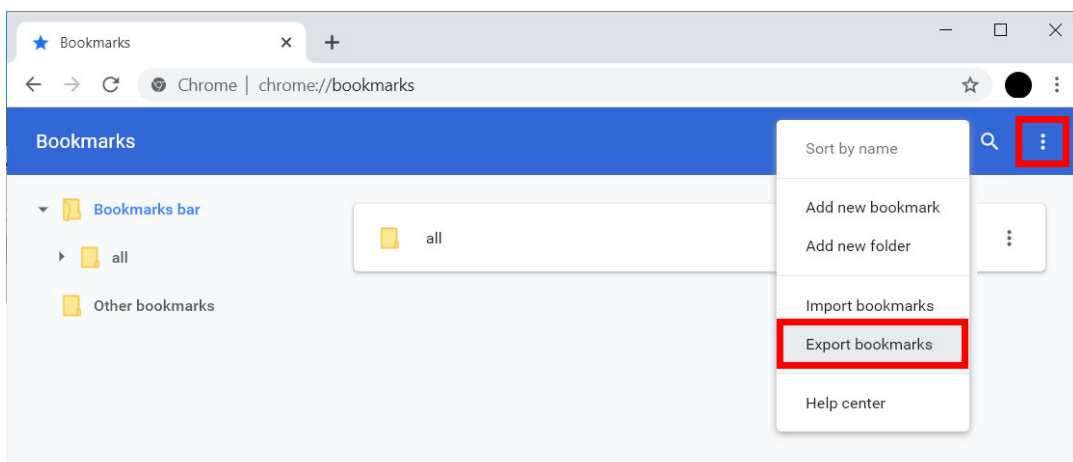 Bookmarks
Chrome | chrome://bookmarks
Bookmarks
Sort by name
Bookmarks bar
all
Other bookmarks
all
Add new bookmark
Add new folder
Import bookmarks
Export bookmarks
Help center